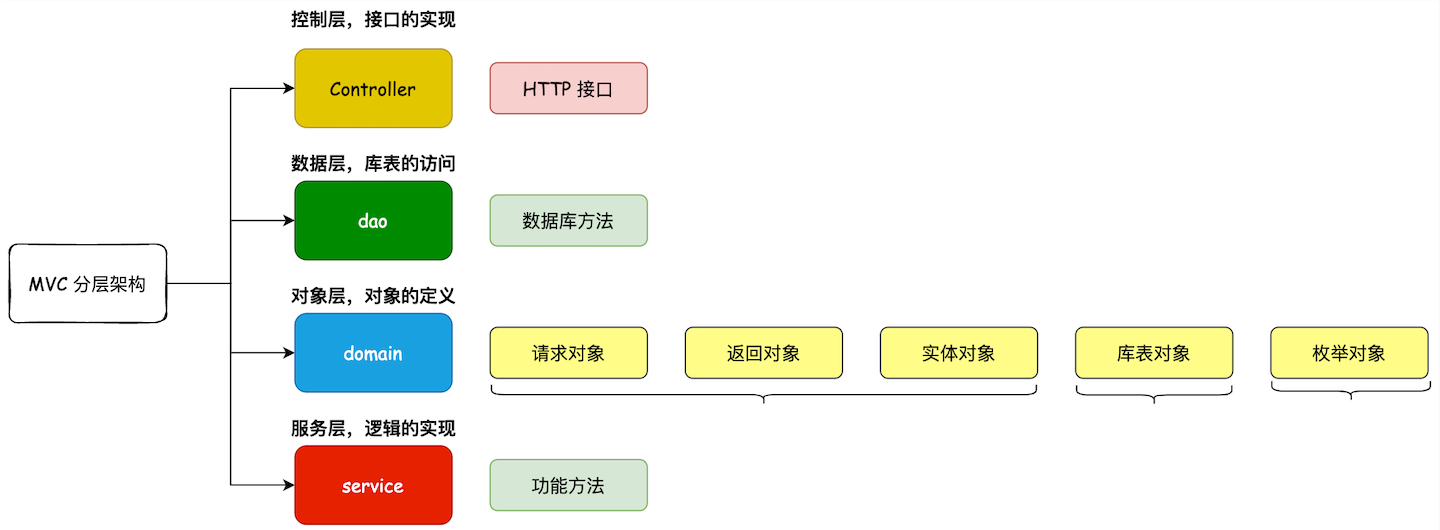 控制层，接口的实现
Controller
HTTP 接口
数据层，库表的访问
dao
数据库方法
MVC 分层架构
对象层，对象的定义
domain
请求对象
返回对象
实体对象
库表对象
枚举对象
服务层，逻辑的实现
service
功能方法